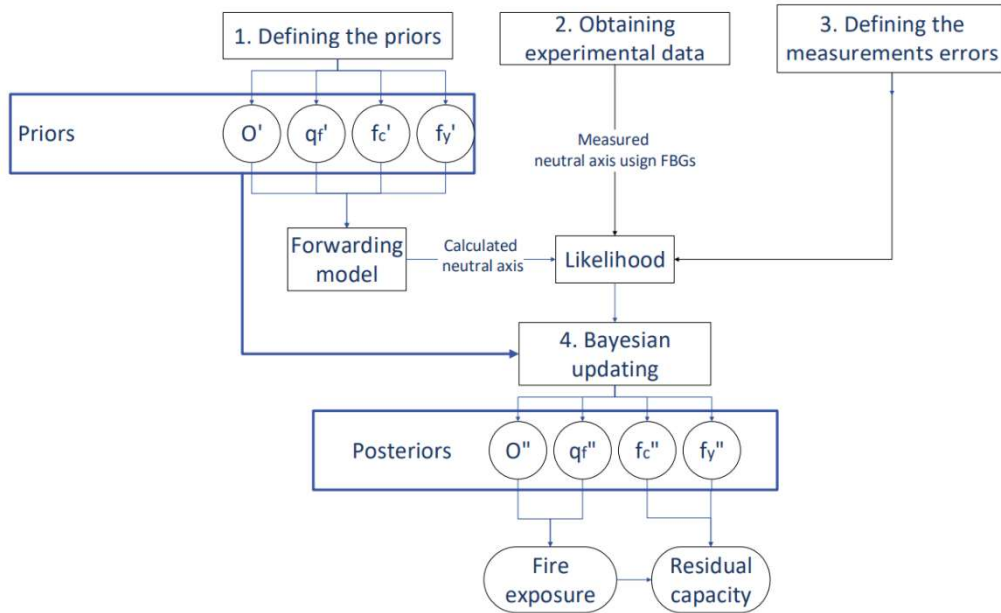 1. Defining the priors
2. Obtaining
experimental data
3. Defining the
measurements errors
Priors
O'
qf'
fc'
fy'
Measured
neutral axis usign FBGs
Forwarding
model
Calculated
neutral axis
Likelihood
4. Bayesian
updating
Posteriors
O"
qf"
fc"
fy"
Fire
exposure
Residual
capacity